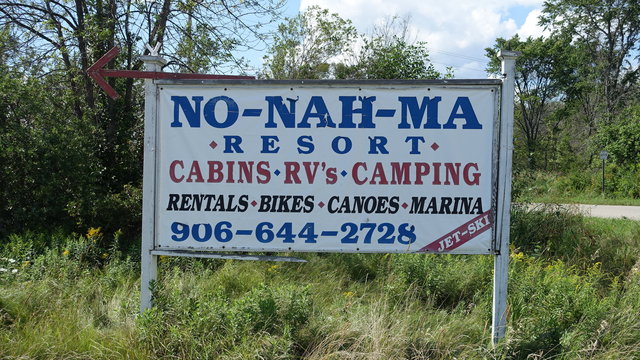 NO-NAH-MA
RESORT
CABINS • RV's • CAMPING
RENTALS • BIKES • CANOES • MARINA
906-644-2728
JET-SKI